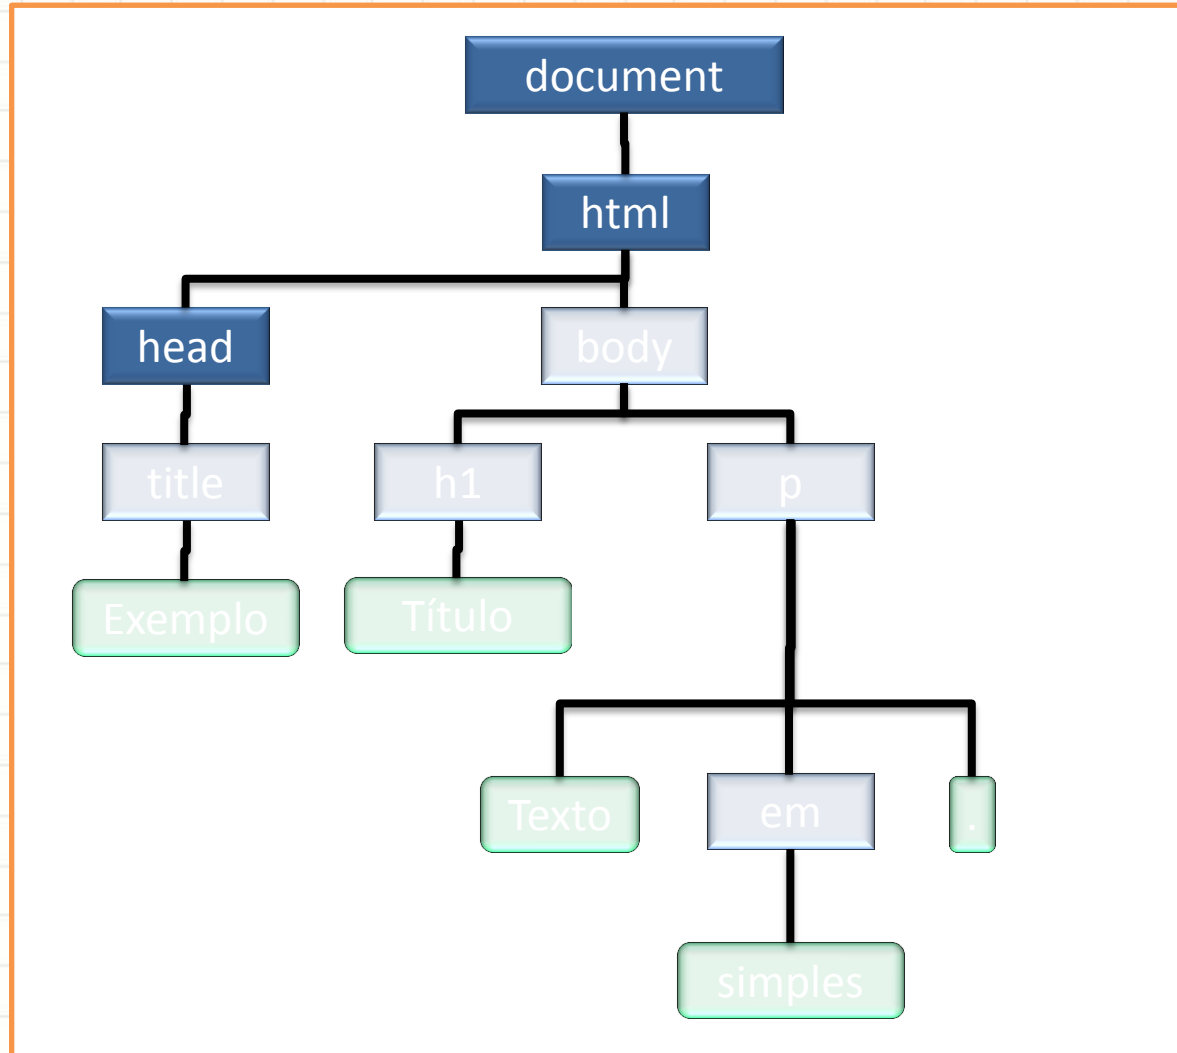 document
html
head
body
title
h1
p
Exemplo
Título
Texto
em
.
simples